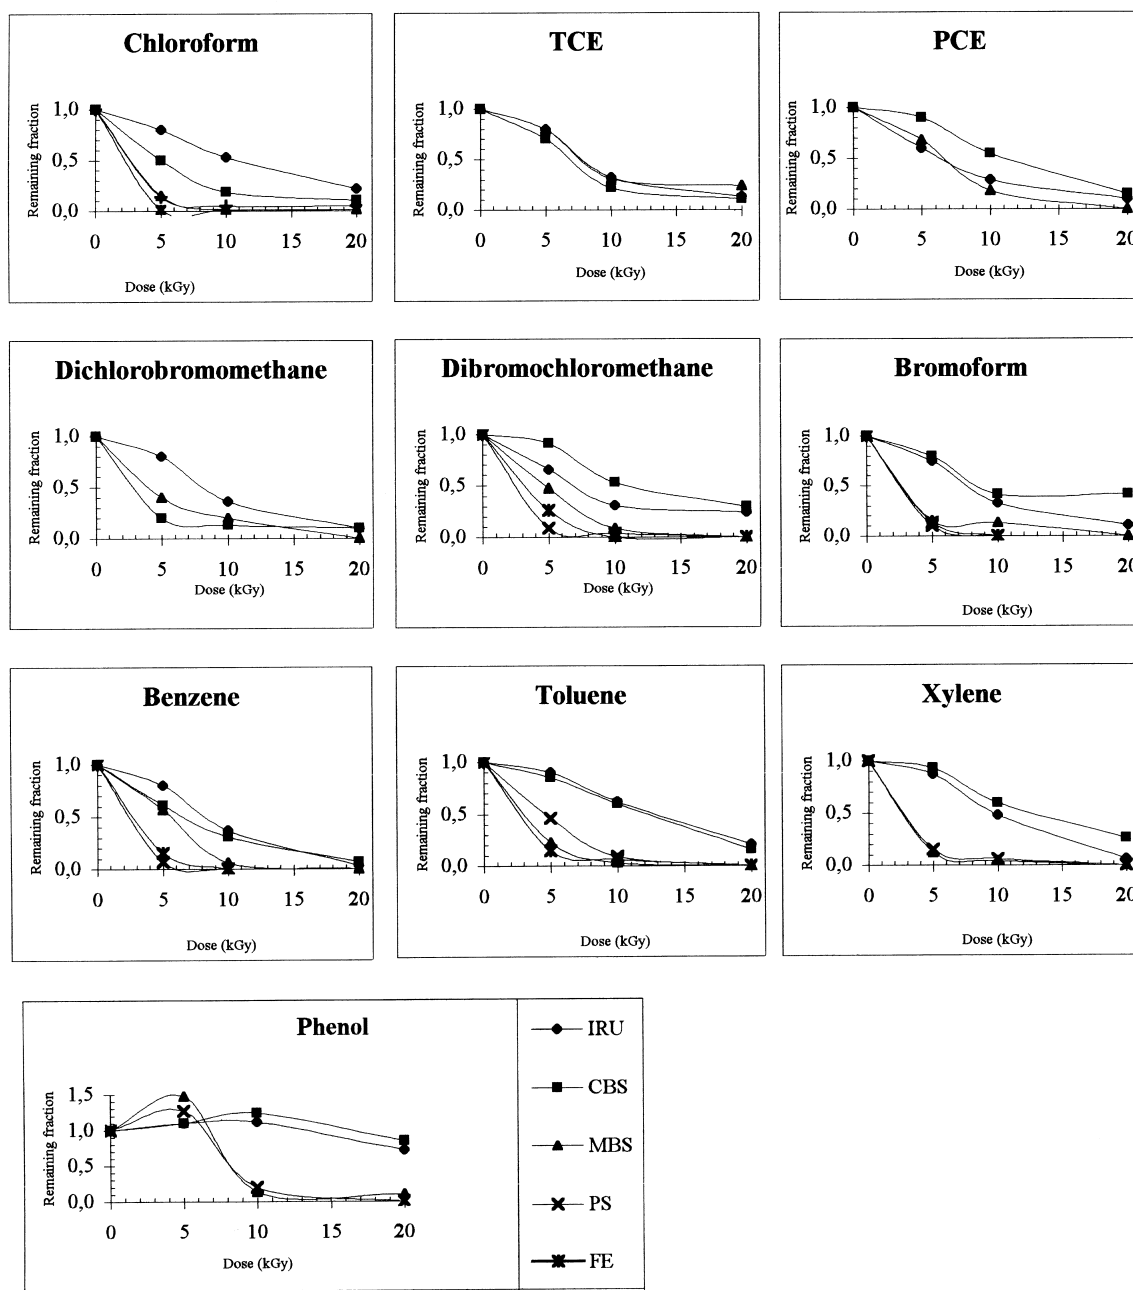 Chloroform
Remaining fraction
1,0
0,5
0,0
0 5 10 15 20
Dose (kGy)
TCE
Remaining fraction
1,0
0,5
0,0
0 5 10 15 20
Dose (kGy)
PCE
Remaining fraction
1,0
0,5
0,0
0 5 10 15 20
Dose (kGy)
Dichlorobromomethane
Remaining fraction
1,0
0,5
0,0
0 5 10 15 20
Dose (kGy)
Dibromochloromethane
Remaining fraction
1,0
0,5
0,0
0 5 10 15 20
Dose (kGy)
Bromoform
Remaining fraction
1,0
0,5
0,0
0 5 10 15 20
Dose (kGy)
Benzene
Remaining fraction
1,0
0,5
0,0
0 5 10 15 20
Dose (kGy)
Toluene
Remaining fraction
1,0
0,5
0,0
0 5 10 15 20
Dose (kGy)
Xylene
Remaining fraction
1,0
0,5
0,0
0 5 10 15 20
Dose (kGy)
Phenol
Remaining fraction
1,5
1,0
0,5
0,0
0 5 10 15 20
Dose (kGy)
IRU
CBS
MBS
PS
FE